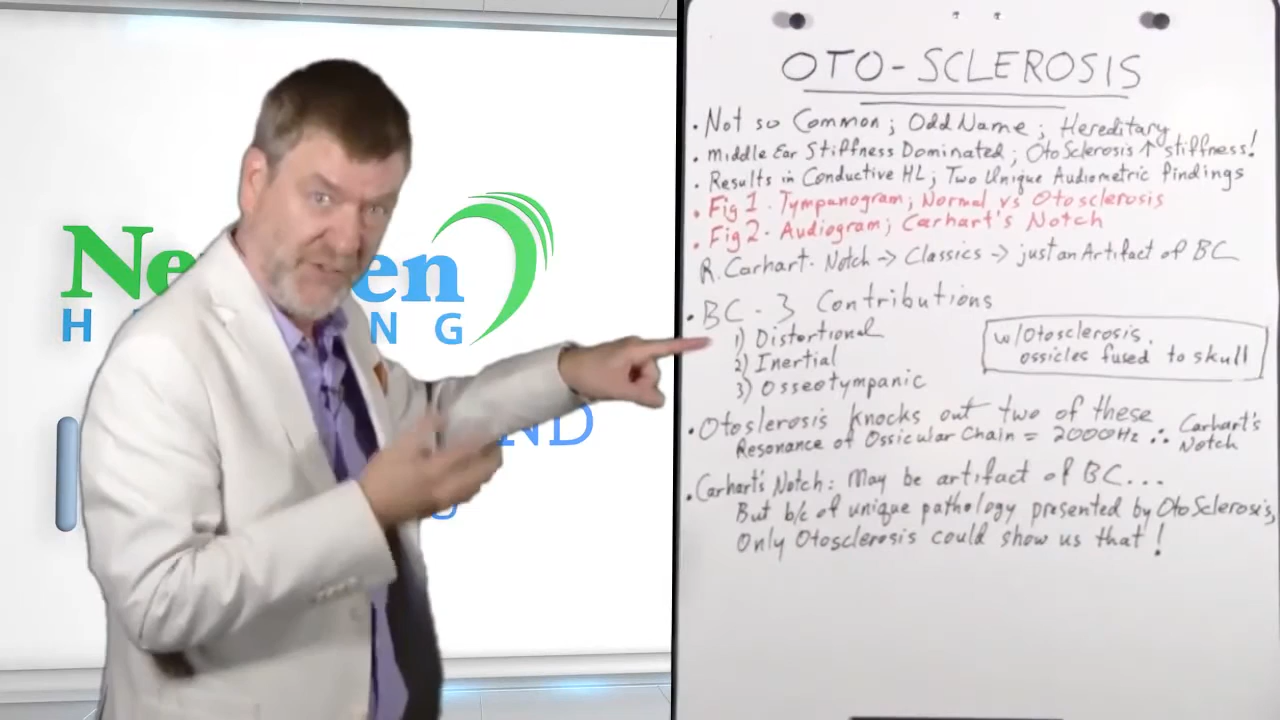 Ne en
H NG
ND
OTO-SCLEROSIS
• Not so Common; Odd Name; Hereditary
• Middle Ear Stiffness Dominated; OtoSclerosis ↑ stiffness!
• Results in Conductive HL; Two Unique Audiometric findings
• Fig 1. Tympanogram; Normal vs Otosclerosis
• Fig 2. Audiogram; Carhart's Notch
R. Carhart. Notch → Classics → just an Artifact of BC
• BC - 3 Contributions
1) Distortional
2) Inertial
3) Osseotympanic
w/Otosclerosis,
ossicles fused to skull
• Otoslerosis knocks out two of these
Resonance of Ossicular Chain = 2000Hz ∴ Carhart's Notch
• Carhart's Notch: May be artifact of BC...
But b/c of unique pathology presented by OtoSclerosis,
Only Otosclerosis could show us that!